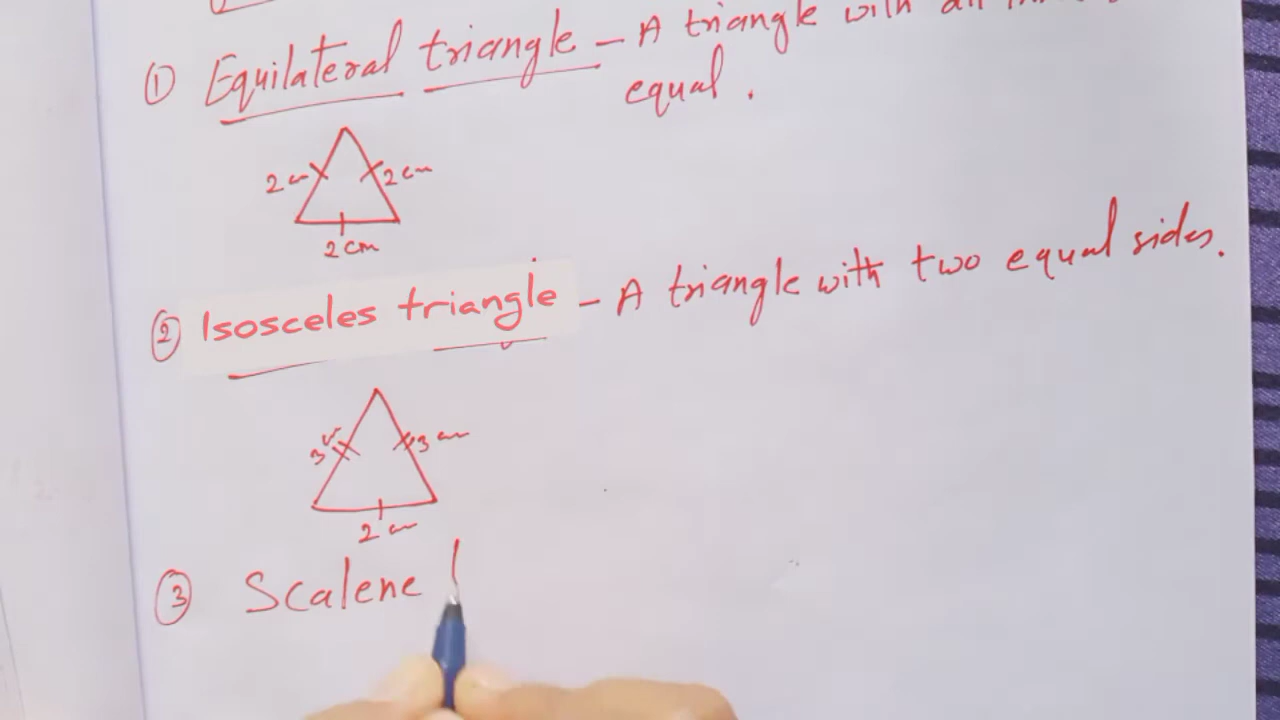 ① Equilateral triangle – A triangle with all
equal.
2 cm 2 cm
2 cm
② Isosceles triangle – A triangle with two equal sides.
3 cm 3 cm
2 cm
③ Scalene